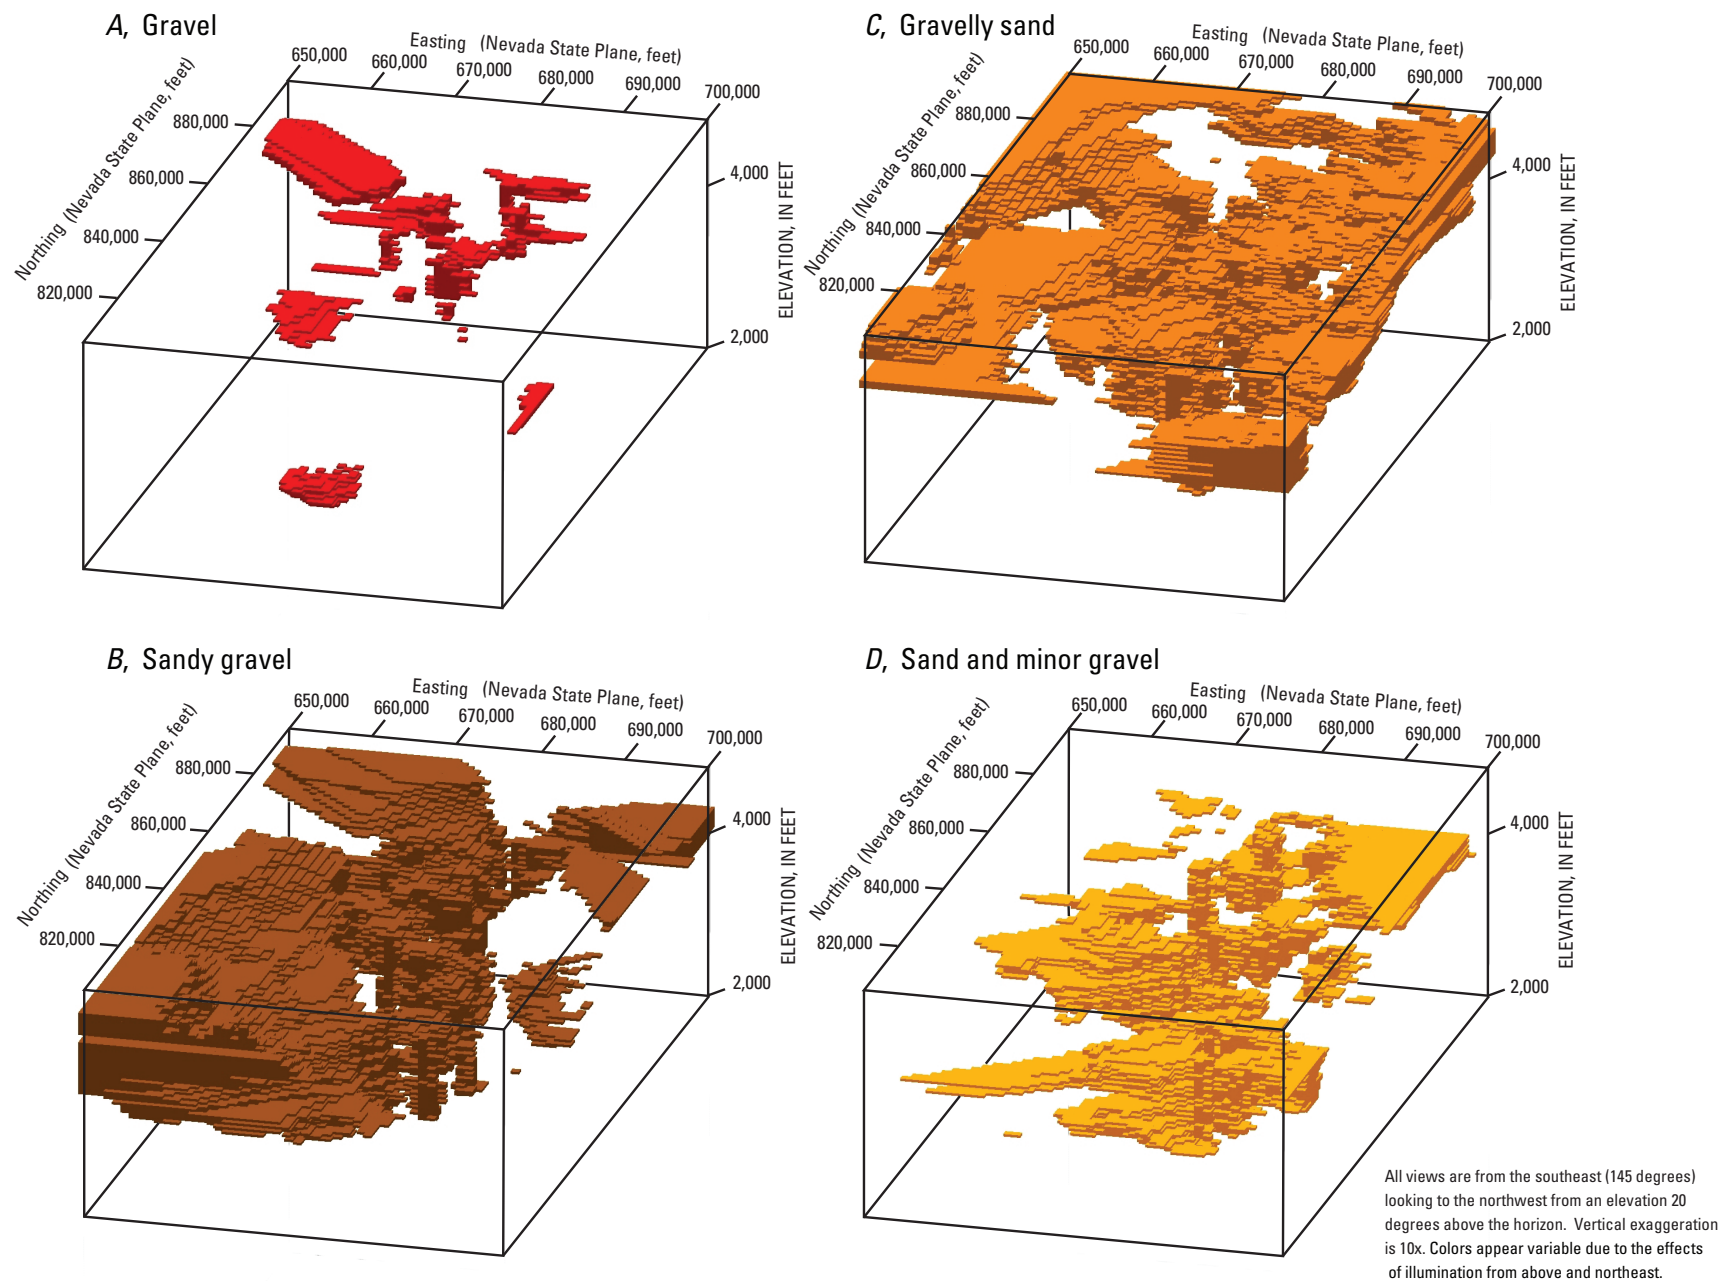 A, Gravel
Easting (Nevada State Plane, feet)
650,000
660,000
670,000
680,000
690,000
700,000
Northing (Nevada State Plane, feet)
880,000
860,000
840,000
820,000
4,000
2,000
ELEVATION, IN FEET
C, Gravelly sand
Easting (Nevada State Plane, feet)
650,000
660,000
670,000
680,000
690,000
700,000
Northing (Nevada State Plane, feet)
880,000
860,000
840,000
820,000
4,000
2,000
ELEVATION, IN FEET
B, Sandy gravel
Easting (Nevada State Plane, feet)
650,000
660,000
670,000
680,000
690,000
700,000
Northing (Nevada State Plane, feet)
880,000
860,000
840,000
820,000
4,000
2,000
ELEVATION, IN FEET
D, Sand and minor gravel
Easting (Nevada State Plane, feet)
650,000
660,000
670,000
680,000
690,000
700,000
Northing (Nevada State Plane, feet)
880,000
860,000
840,000
820,000
4,000
2,000
ELEVATION, IN FEET
All views are from the southeast (145 degrees)
looking to the northwest from an elevation 20
degrees above the horizon. Vertical exaggeration
is 10x. Colors appear variable due to the effects
of illumination from above and northeast.